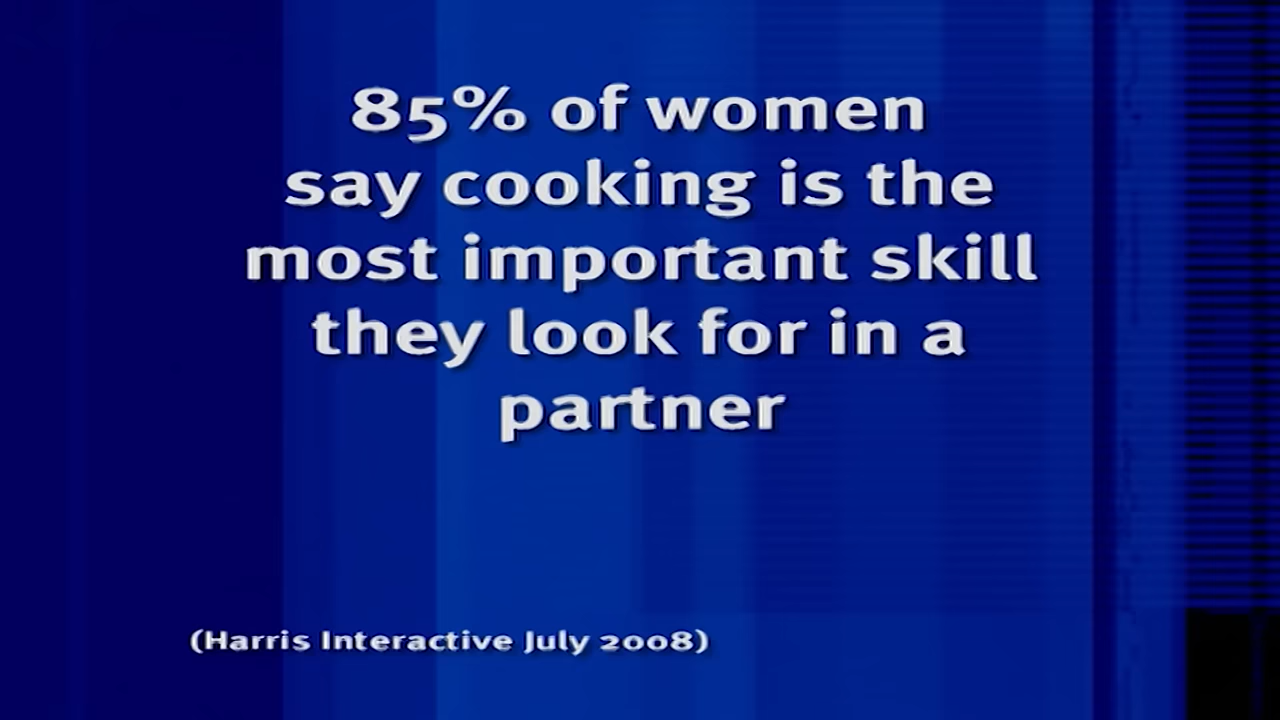 85% of women
say cooking is the
most important skill
they look for in a
partner
(Harris Interactive July 2008)